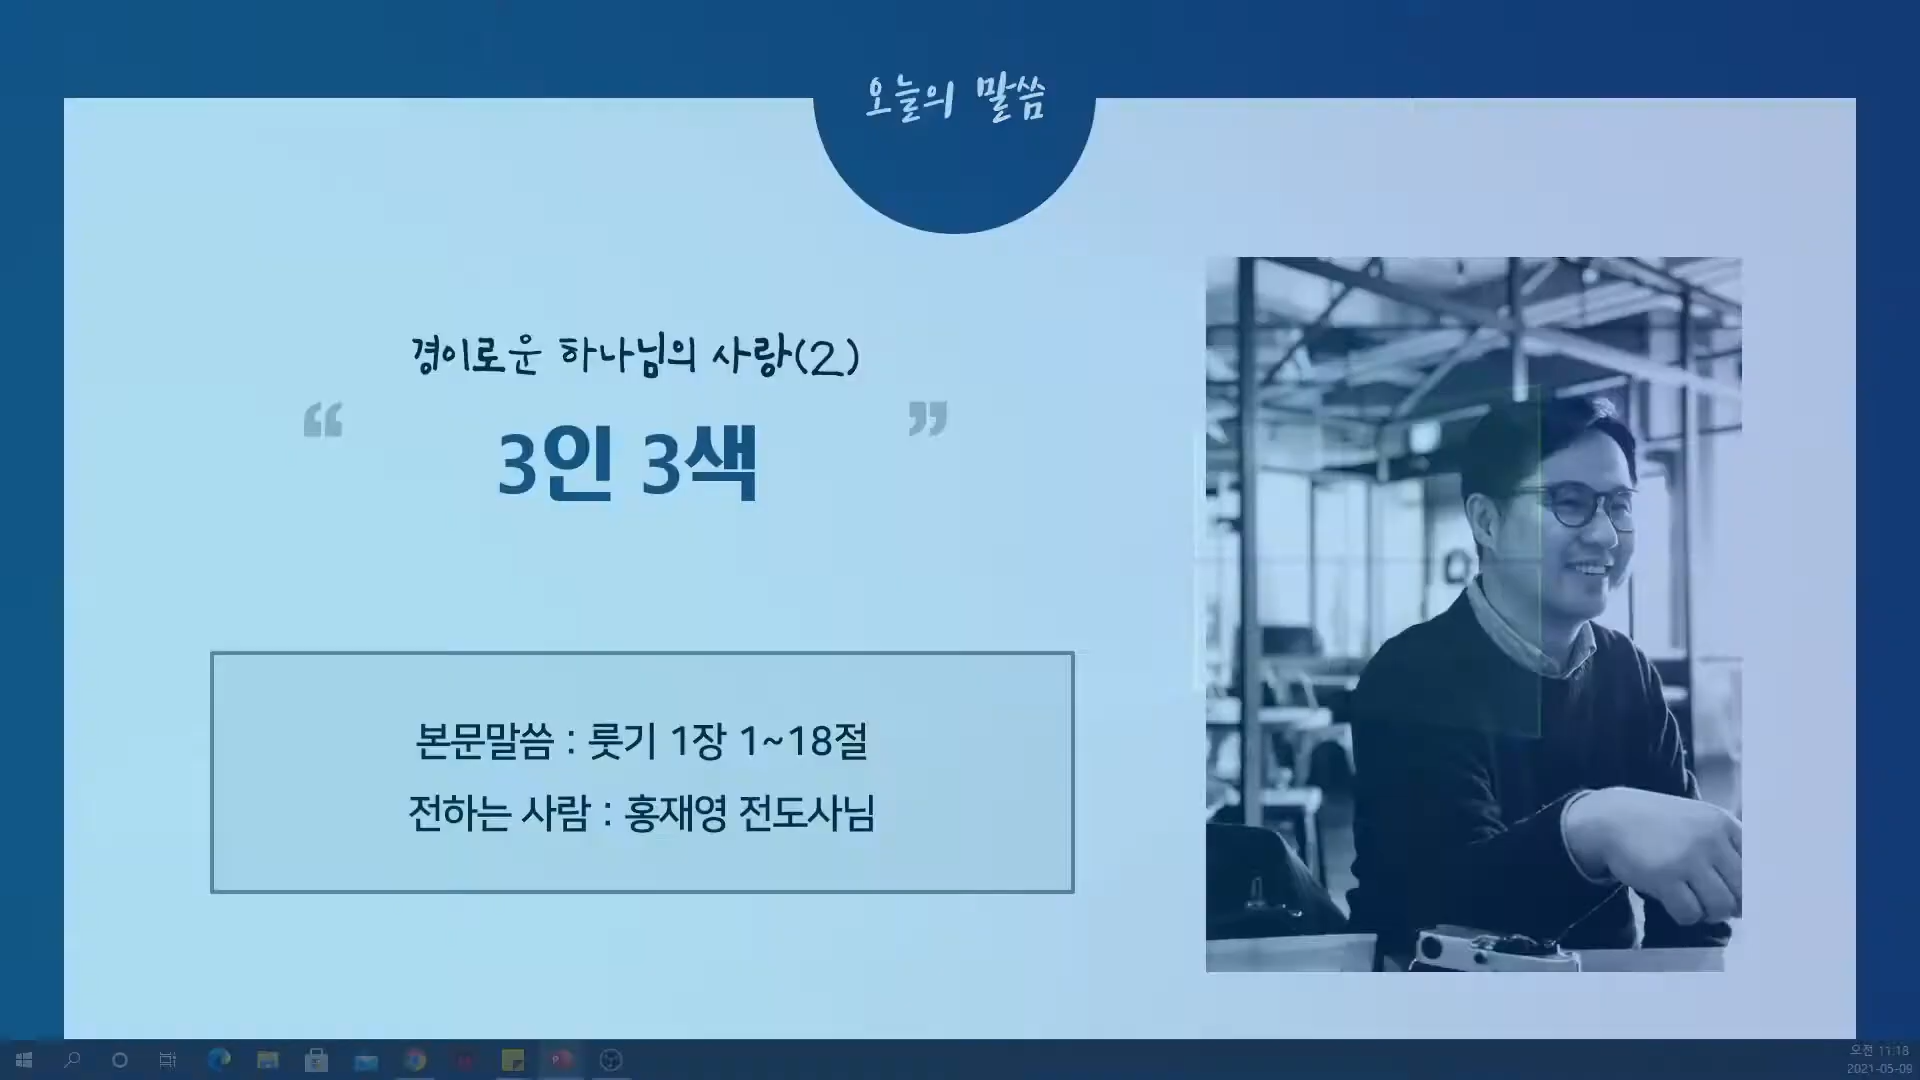 오늘의 말씀
경이로운 하나님의 사랑(2)
“ 3인 3색 ”
본문말씀 : 룻기 1장 1~18절
전하는 사람 : 홍재영 전도사님
오전 11:18
2021-05-09